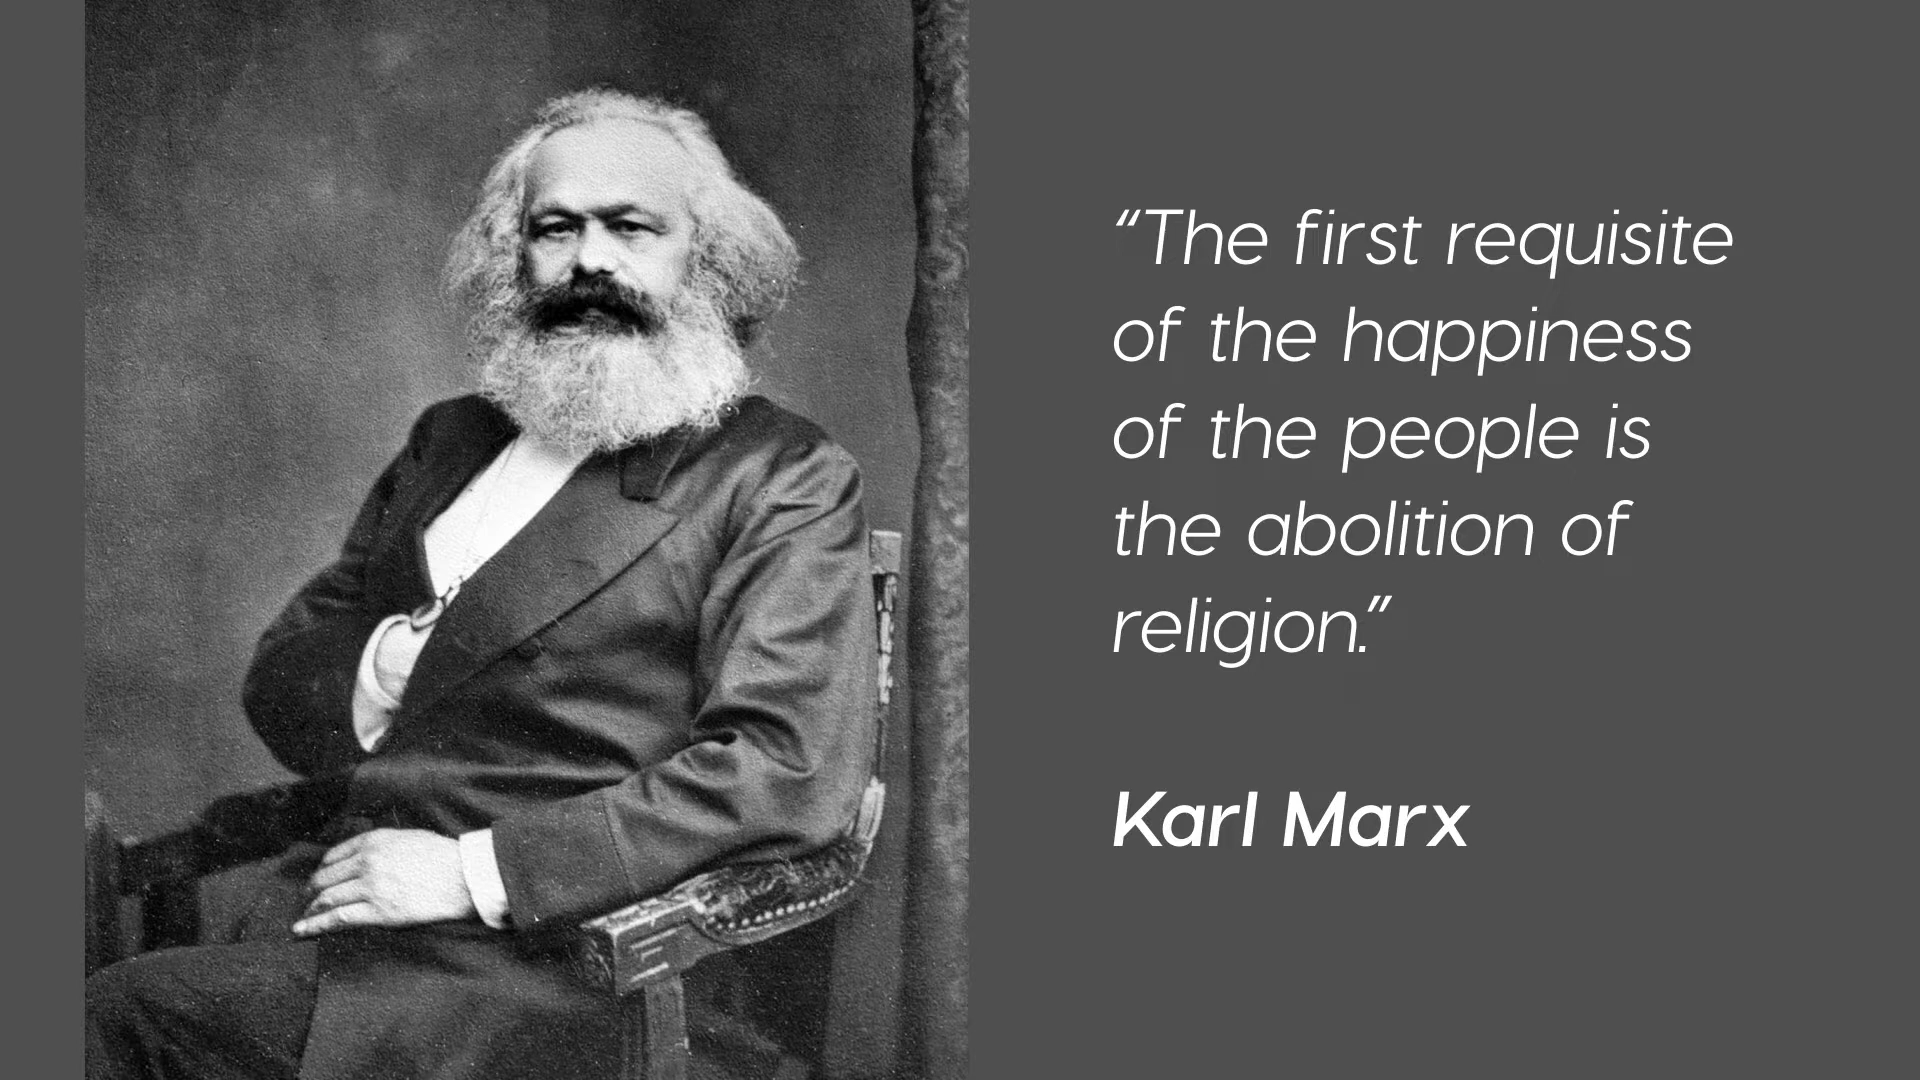 “The first requisite
of the happiness
of the people is
the abolition of
religion.”
Karl Marx